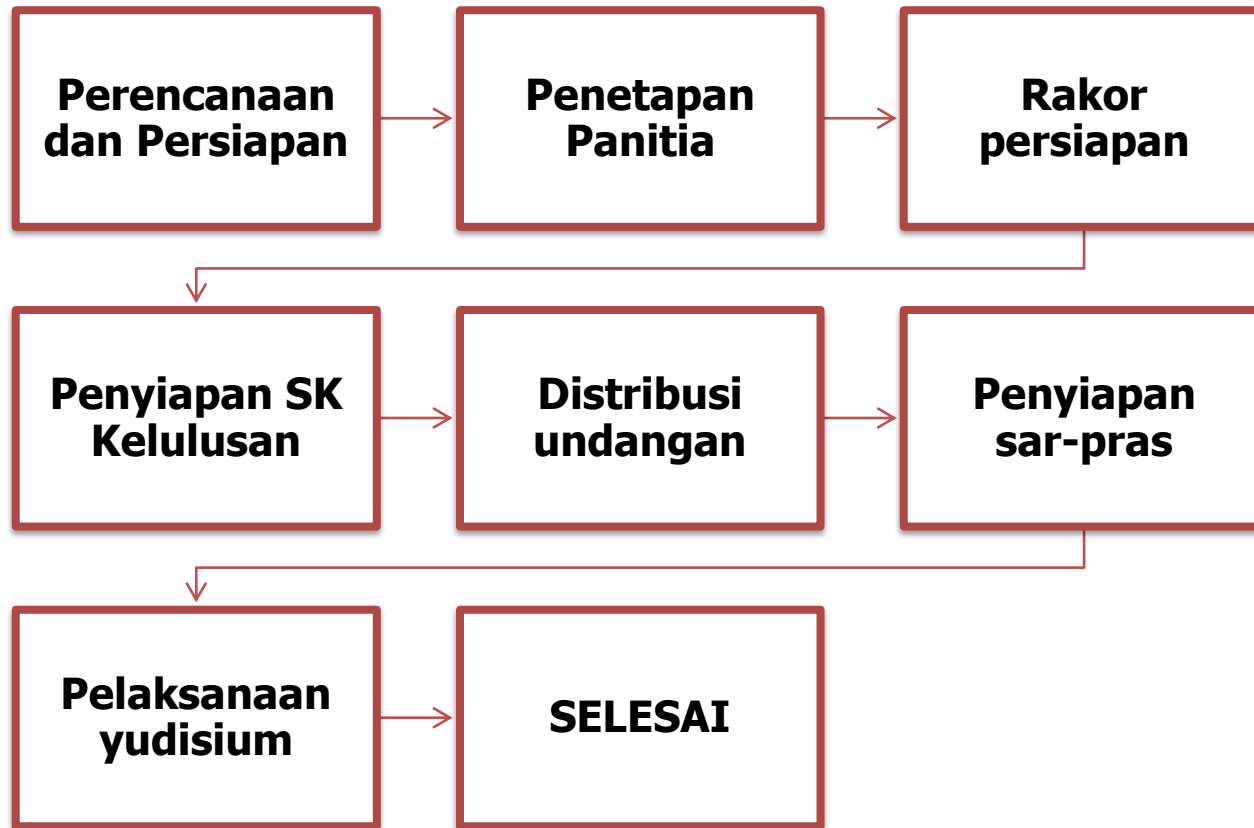 Perencanaan
dan Persiapan
Penetapan
Panitia
Rakor
persiapan
Penyiapan SK
Kelulusan
Distribusi
undangan
Penyiapan
sar-pras
Pelaksanaan
yudisium
SELESAI